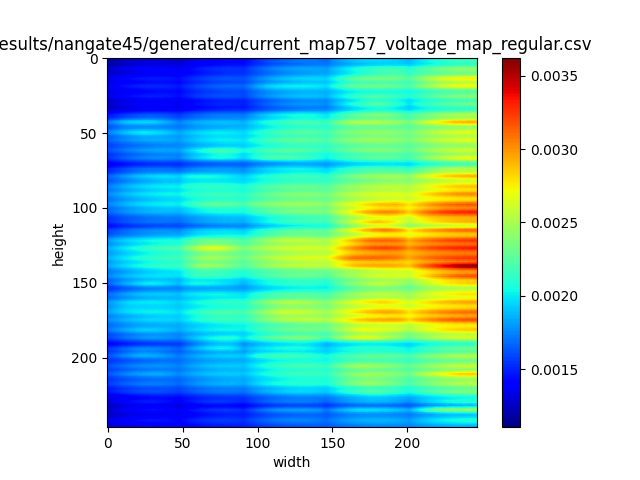 esults/nangate45/generated/current_map757_voltage_map_regular.csv
0
50
100
150
200
height
0 50 100 150 200
width
0.0035
0.0030
0.0025
0.0020
0.0015